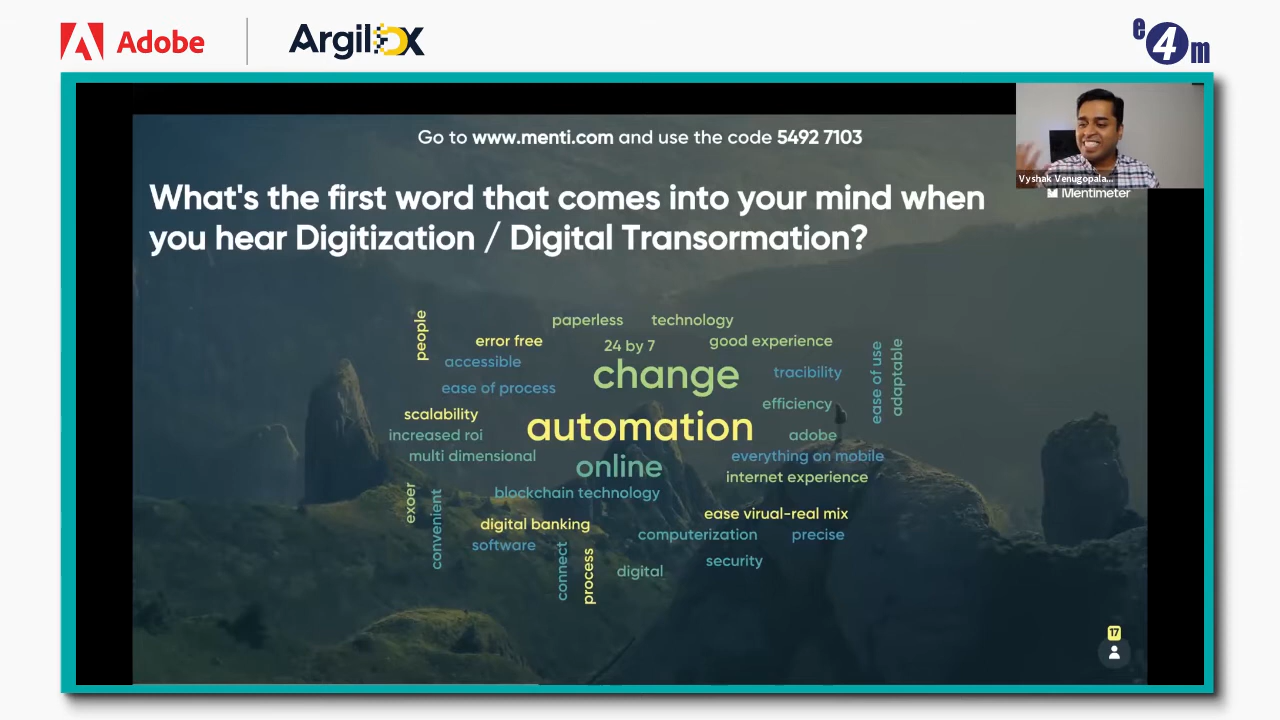 Adobe
ArgilDX
e4m
Go to www.menti.com and use the code 5492 7103
Vyshak Venugopala...
Mentimeter
What's the first word that comes into your mind when
you hear Digitization / Digital Transormation?
people
paperless
technology
error free
24 by 7
good experience
accessible
change
tracibility
ease of use
adaptable
ease of process
scalability
efficiency
automation
increased roi
adobe
multi dimensional
online
everything on mobile
internet experience
exoer
convenient
blockchain technology
digital banking
ease virual-real mix
software
computerization
precise
connect
process
digital
security
17